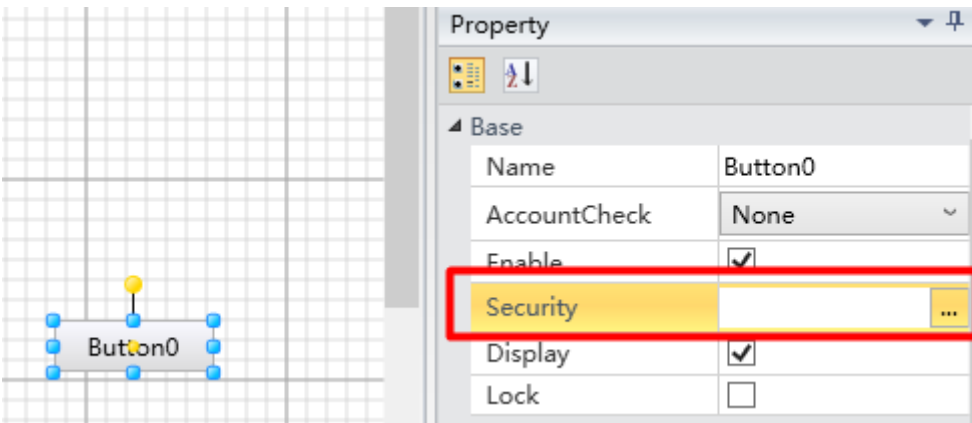 Property
Base
Name Button0
AccountCheck None
Enable
Security ...
Display
Lock
Button0